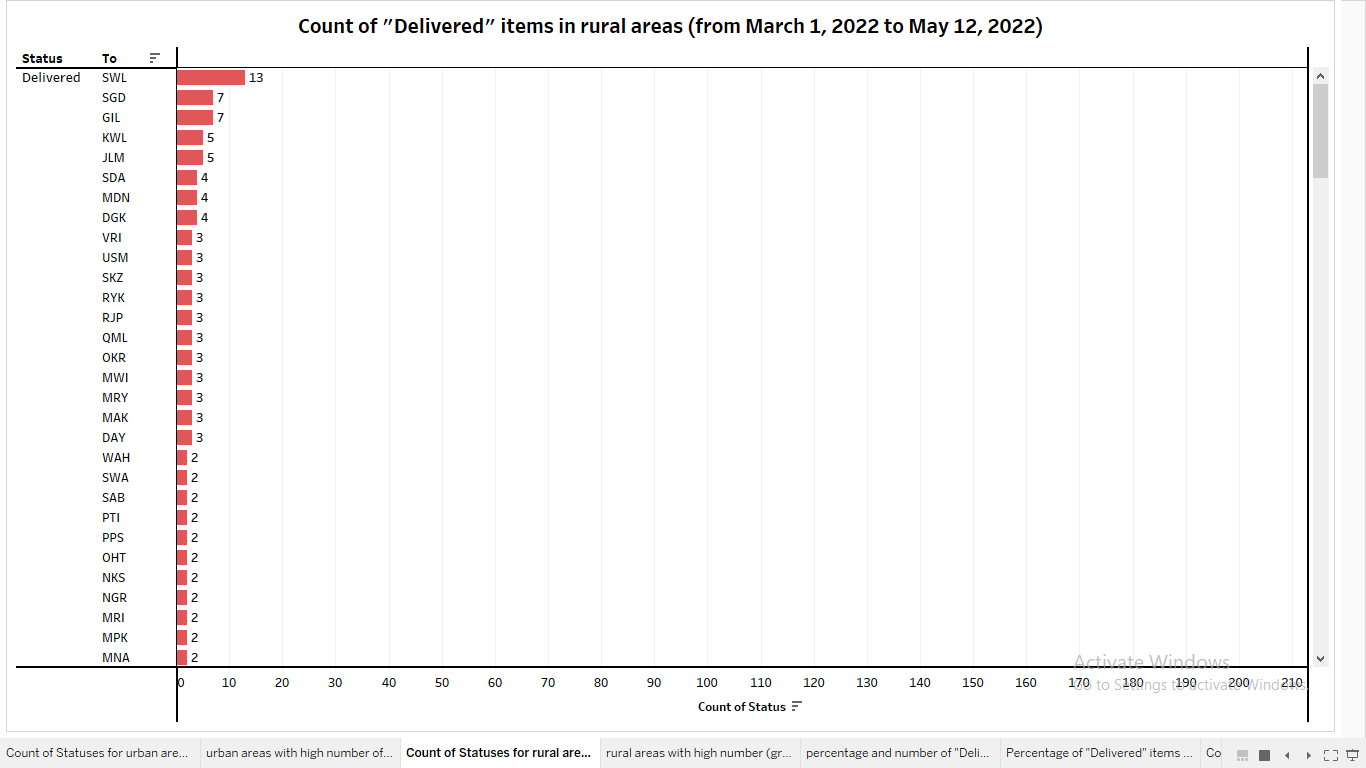 Count of "Delivered" items in rural areas (from March 1, 2022 to May 12, 2022)
Status To
Delivered SWL 13
SGD 7
GIL 7
KWL 5
JLM 5
SDA 4
MDN 4
DGK 4
VRI 3
USM 3
SKZ 3
RYK 3
RJP 3
QML 3
OKR 3
MWI 3
MRY 3
MAK 3
DAY 3
WAH 2
SWA 2
SAB 2
PTI 2
PPS 2
OHT 2
NKS 2
NGR 2
MRI 2
MPK 2
MNA 2
Activate Windows
Go to Settings to activate Windows.
0 10 20 30 40 50 60 70 80 90 100 110 120 130 140 150 160 170 180 190 200 210
Count of Status
Count of Statuses for urban are... urban areas with high number of... Count of Statuses for rural are... rural areas with high number (gr... percentage and number of "Deli... Percentage of "Delivered" items ... Co